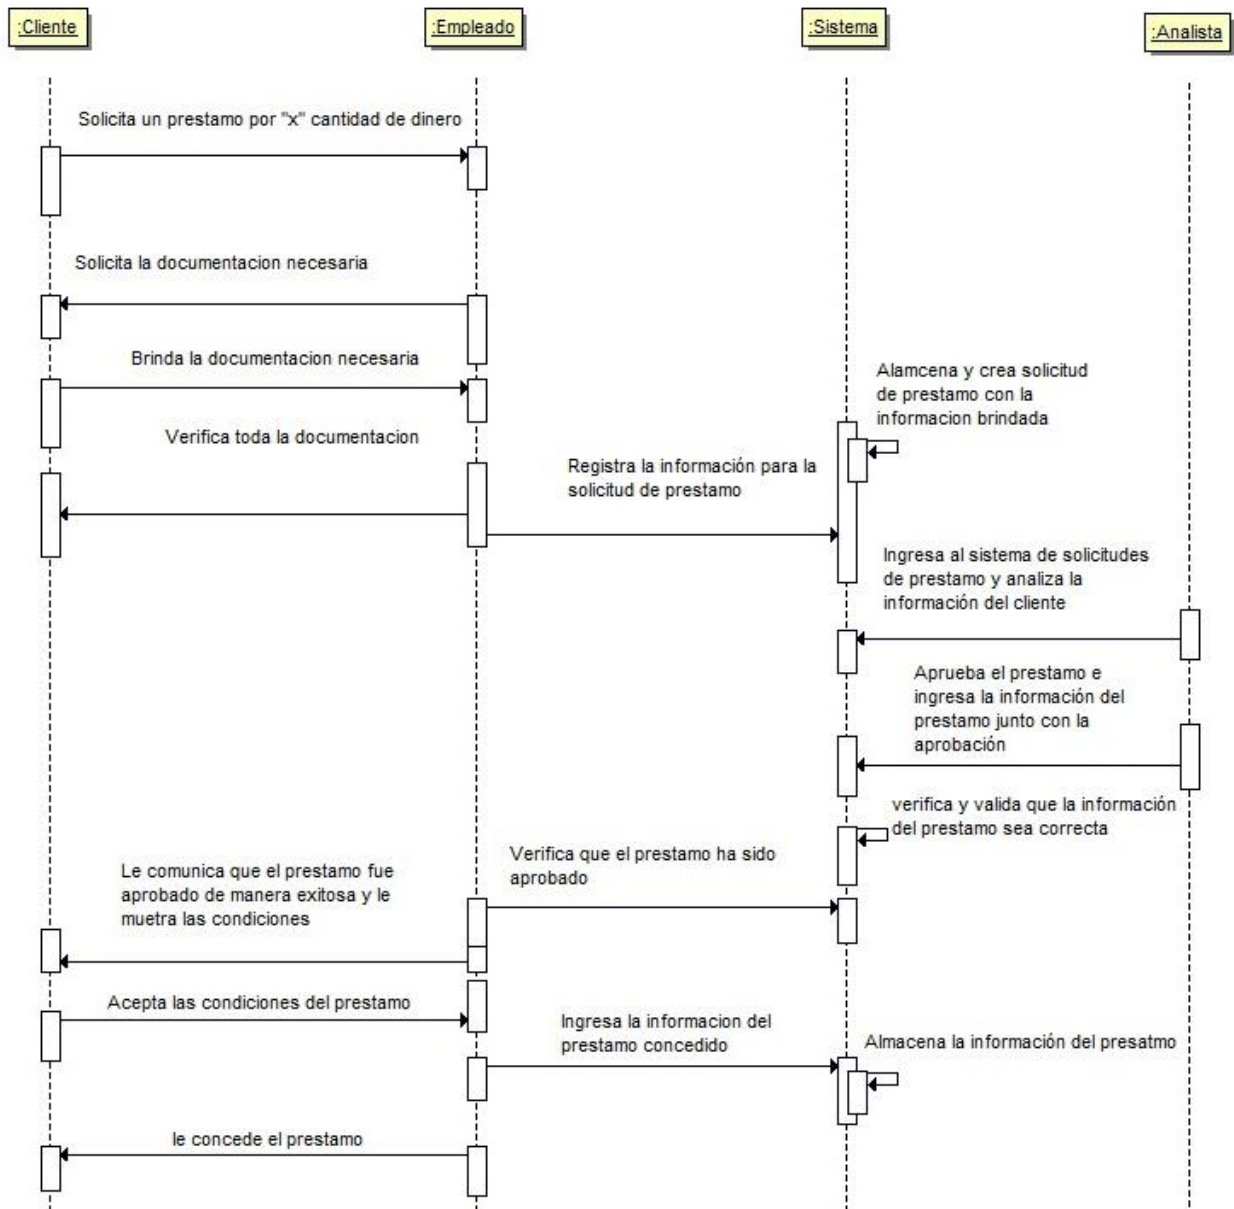 :Cliente
:Empleado
:Sistema
:Analista
Solicita un prestamo por "x" cantidad de dinero
Solicita la documentacion necesaria
Brinda la documentacion necesaria
Alamcena y crea solicitud
de prestamo con la
informacion brindada
Verifica toda la documentacion
Registra la información para la
solicitud de prestamo
Ingresa al sistema de solicitudes
de prestamo y analiza la
información del cliente
Aprueba el prestamo e
ingresa la información del
prestamo junto con la
aprobación
verifica y valida que la información
del prestamo sea correcta
Verifica que el prestamo ha sido
aprobado
Le comunica que el prestamo fue
aprobado de manera exitosa y le
muetra las condiciones
Acepta las condiciones del prestamo
Ingresa la informacion del
prestamo concedido
Almacena la información del presatmo
le concede el prestamo